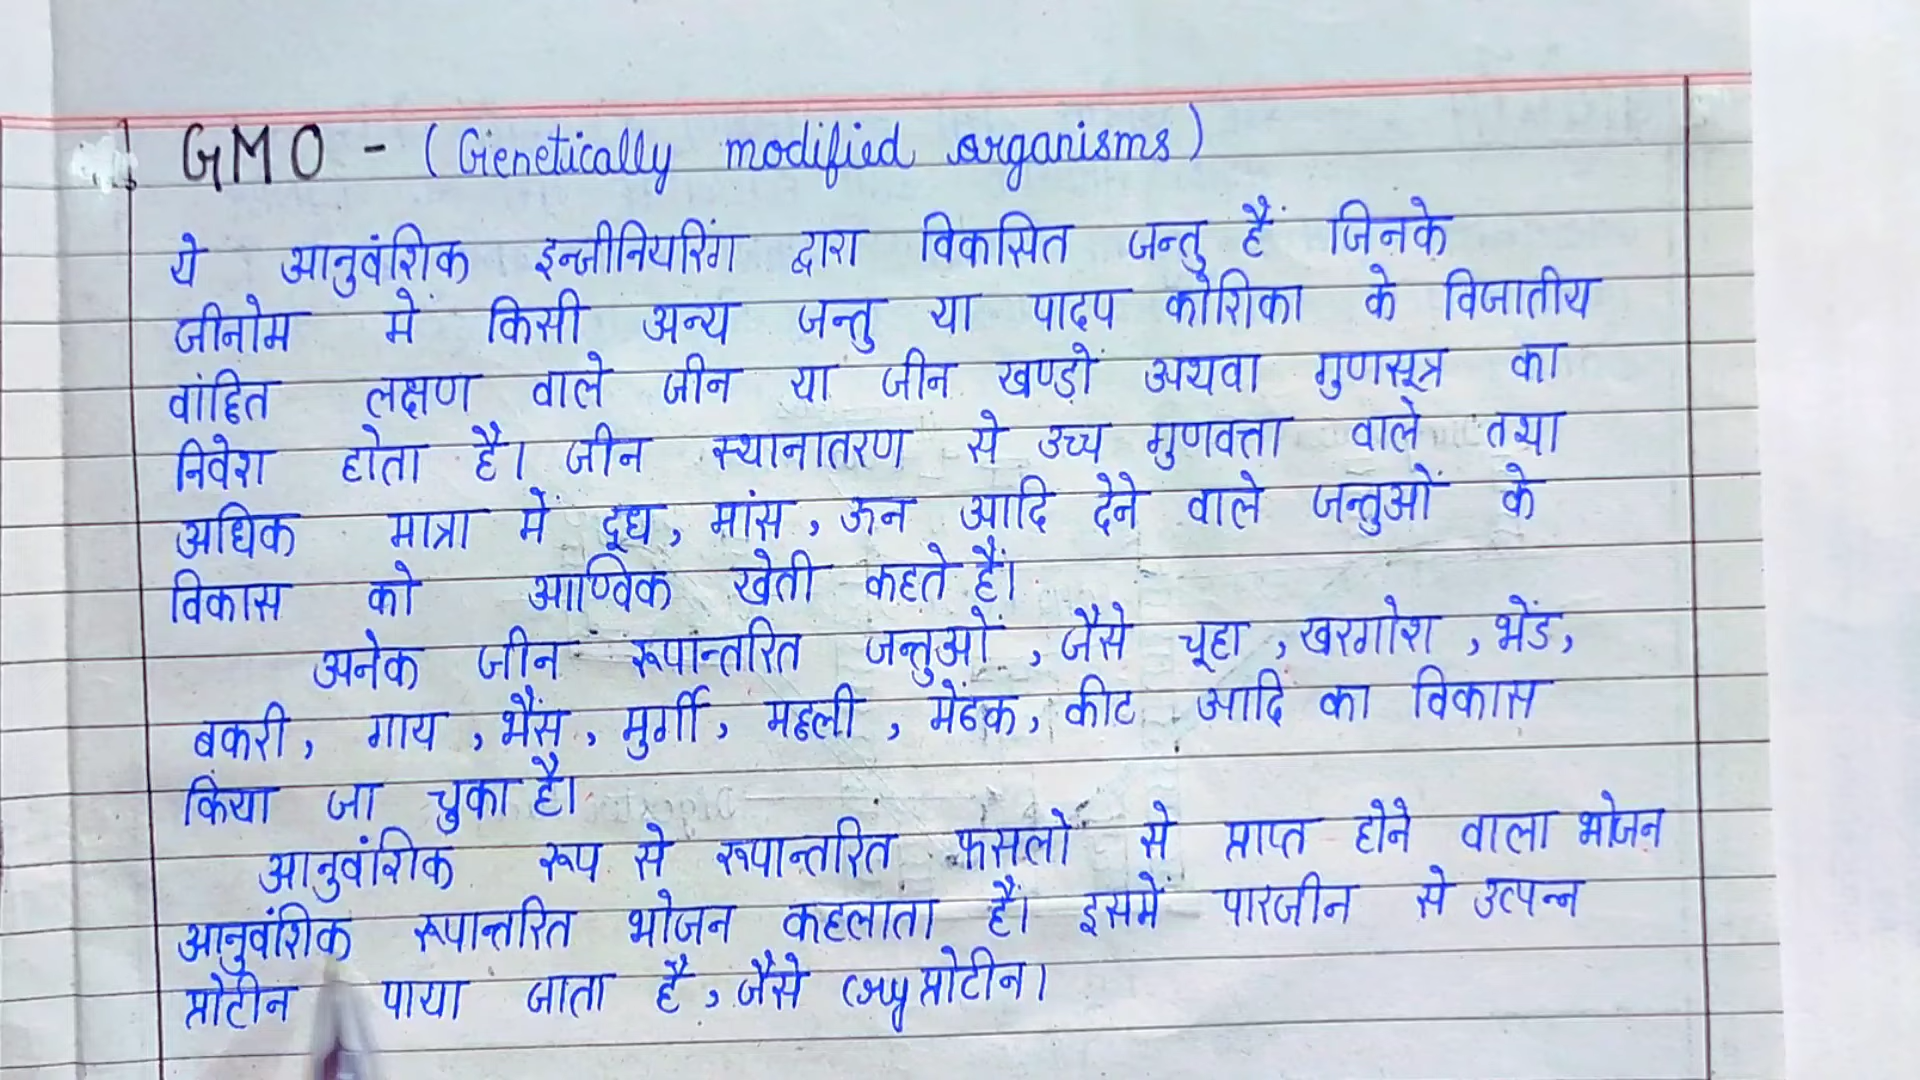 GMO - (Genetically modified organisms)
ये आनुवंशिक इन्जीनियरिंग द्वारा विकसित जन्तु हैं जिनके
जीनोम में किसी अन्य जन्तु या पादप कोशिका के विजातीय
वांछित लक्षण वाले जीन या जीन खण्डों अथवा गुणसूत्र का
निवेश होता है। जीन स्थानातरण से उच्च गुणवत्ता वाले तथा
अधिक मात्रा में दूध, मांस, ऊन आदि देने वाले जन्तुओं के
विकास को आण्विक खेती कहते हैं।
अनेक जीन रूपान्तरित जन्तुओं, जैसे चूहा, खरगोश, भेंड,
बकरी, गाय, भैंस, मुर्गी, मछली, मेंढक, कीट आदि का विकास
किया जा चुका है।
आनुवंशिक रूप से रूपान्तरित फसलों से प्राप्त होने वाला भोजन
आनुवंशिक रूपान्तरित भोजन कहलाता है। इसमें पारजीन से उत्पन्न
प्रोटीन पाया जाता है, जैसे Cry प्रोटीन।